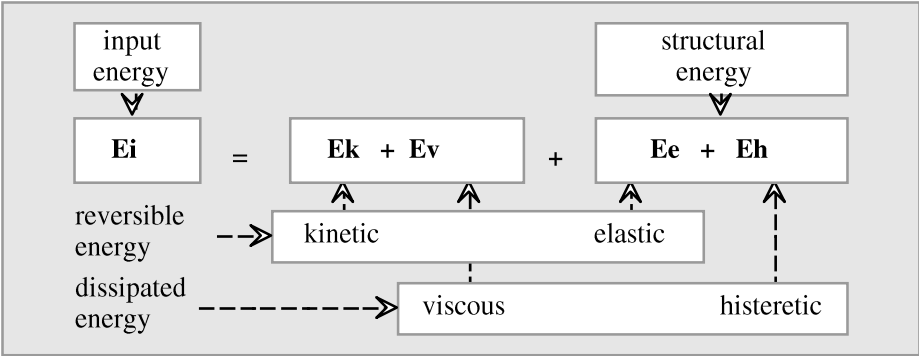 input
energy
structural
energy
Ei = Ek + Ev + Ee + Eh
reversible
energy
kinetic elastic
dissipated
energy
viscous histeretic